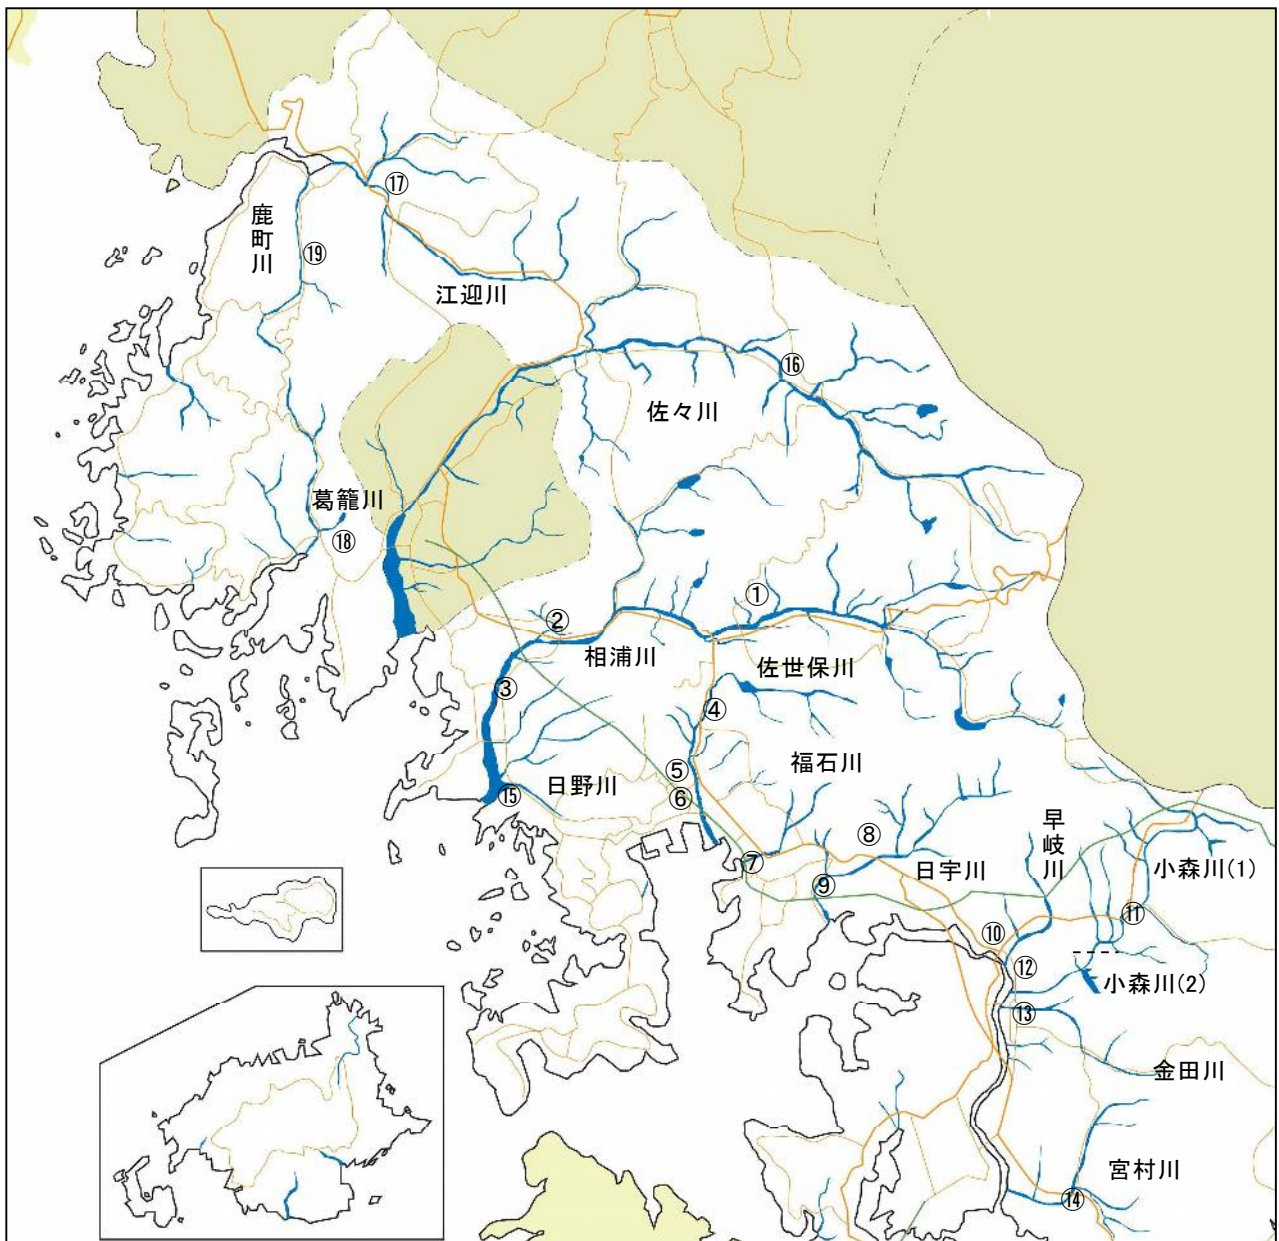 ⑰
鹿町川
⑲
江迎川
⑯
佐々川
葛籠川
⑱
①
②
相浦川
佐世保川
③
④
⑤
福石川
⑥
日野川
⑮
早岐川
⑧
⑦
日宇川
小森川(1)
⑨
⑪
⑩
⑫
小森川(2)
⑬
金田川
宮村川
⑭